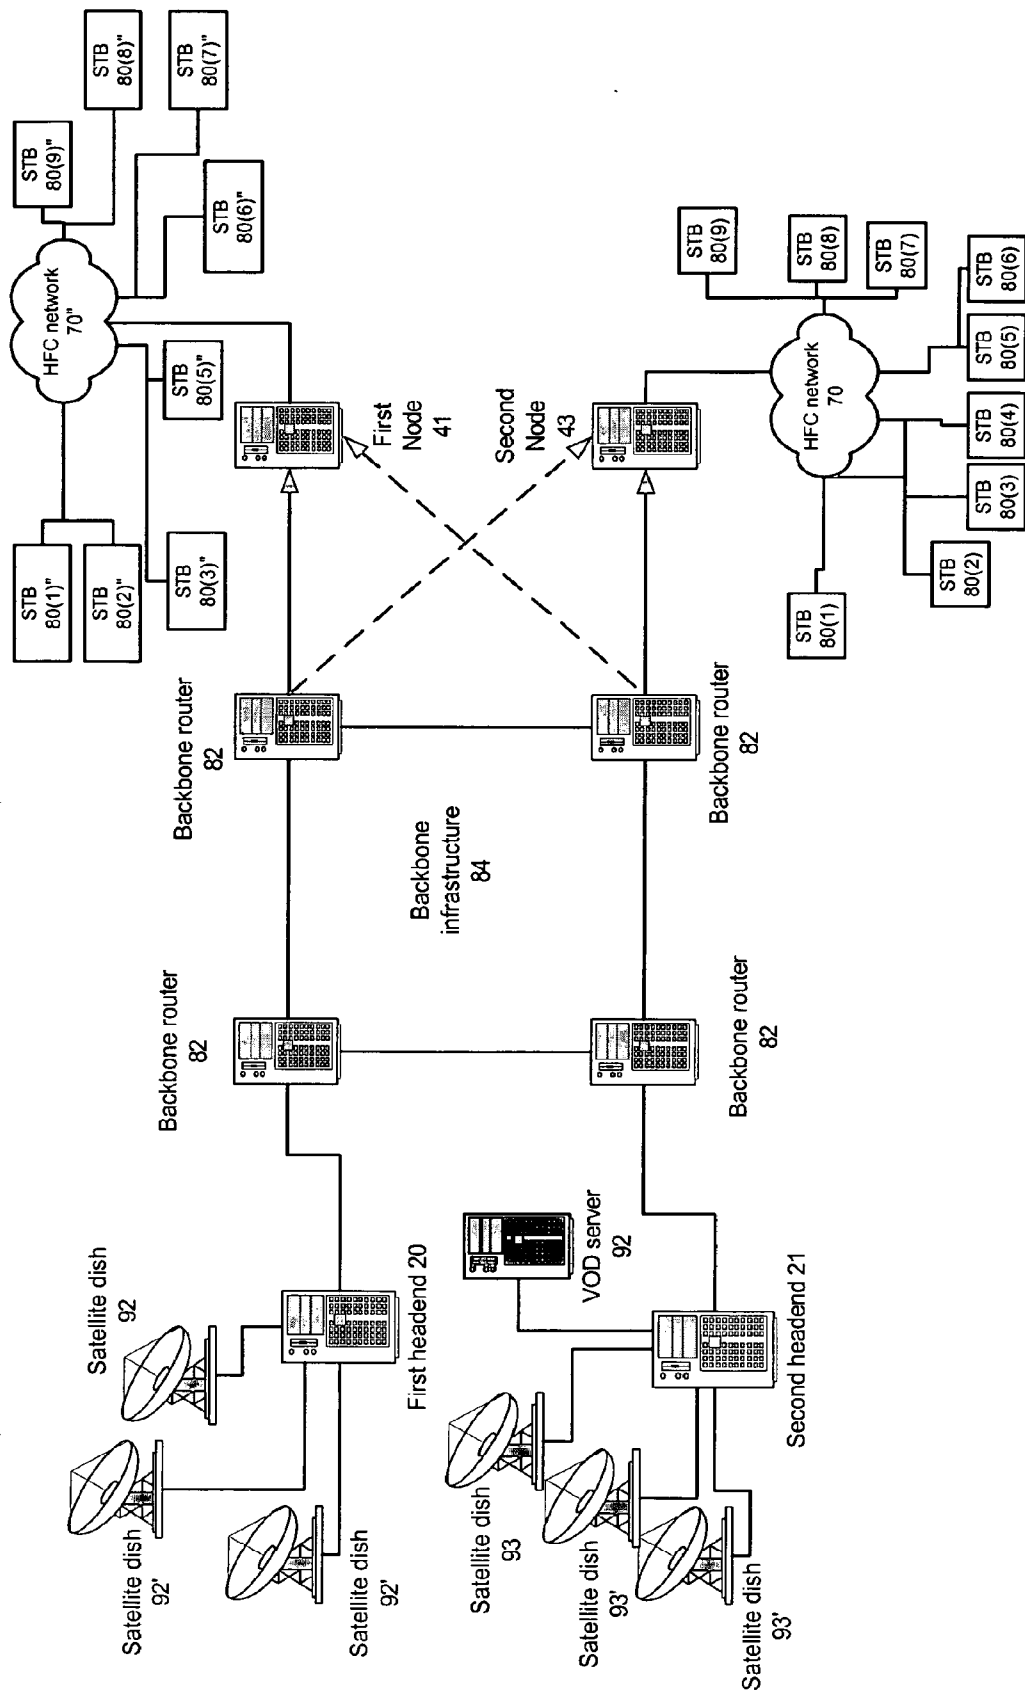 STB
80(9)"
STB
80(8)"
STB
80(7)"
STB
80(6)"
HFC network
70"
STB
80(5)"
STB
80(1)"
STB
80(2)"
STB
80(3)"
First
Node
41
Second
Node
43
STB
80(9)
STB
80(8)
STB
80(7)
STB
80(6)
STB
80(5)
STB
80(4)
STB
80(3)
STB
80(2)
STB
80(1)
HFC network
70
Backbone router
82
Backbone router
82
Backbone
infrastructure
84
Backbone router
82
Backbone router
82
Satellite dish
92
Satellite dish
92'
Satellite dish
92'
First headend 20
VOD server
92
Satellite dish
93
Satellite dish
93'
Satellite dish
93'
Second headend 21